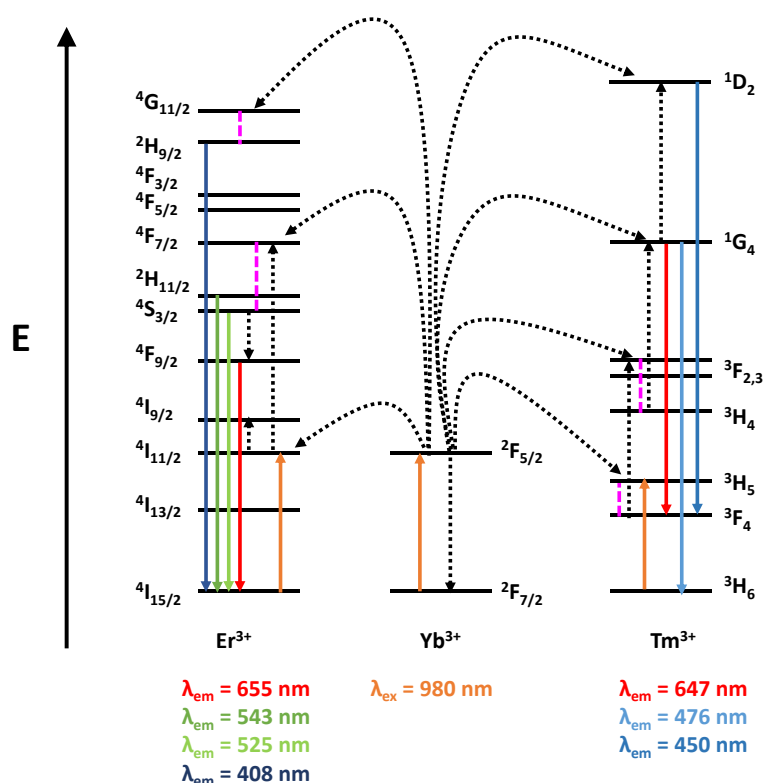 E
⁴G₁₁/₂
²H₉/₂
⁴F₃/₂
⁴F₅/₂
⁴F₇/₂
²H₁₁/₂
⁴S₃/₂
⁴F₉/₂
⁴I₉/₂
⁴I₁₁/₂
⁴I₁₃/₂
⁴I₁₅/₂
Er³⁺
²F₅/₂
²F₇/₂
Yb³⁺
¹D₂
¹G₄
³F₂,₃
³H₄
³H₅
³F₄
³H₆
Tm³⁺
λem = 655 nm
λem = 543 nm
λem = 525 nm
λem = 408 nm
λex = 980 nm
λem = 647 nm
λem = 476 nm
λem = 450 nm